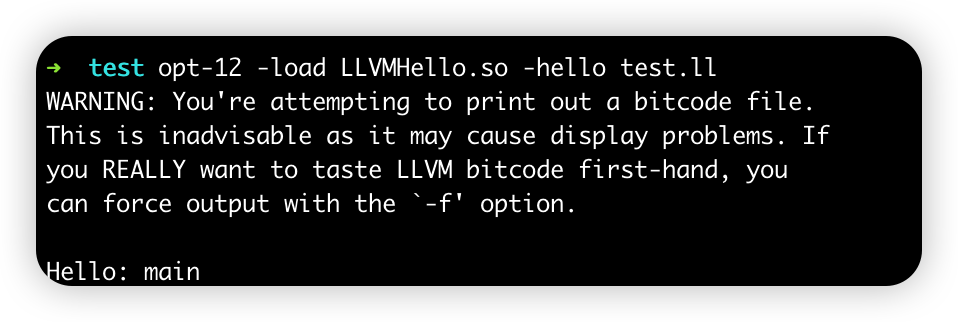 ➜  test opt-12 -load LLVMHello.so -hello test.ll
WARNING: You're attempting to print out a bitcode file.
This is inadvisable as it may cause display problems. If
you REALLY want to taste LLVM bitcode first-hand, you
can force output with the `-f' option.

Hello: main